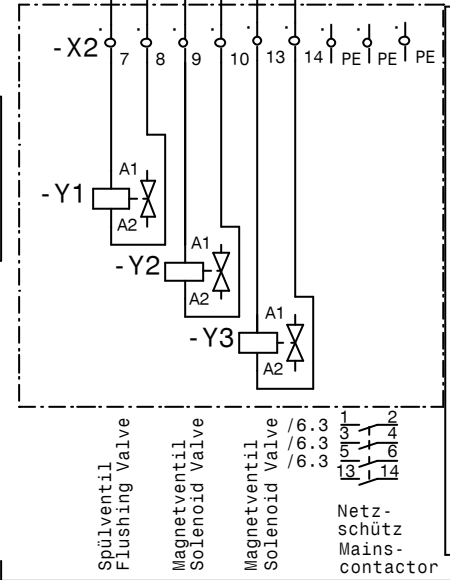 -X2 7 8 9 10 13 14 PE PE PE
A1
-Y1
A2
A1
-Y2
A2
A1
-Y3
A2
/6.3 1 2
/6.3 3 4
/6.3 5 6
13 14
Spülventil
Flushing Valve
Magnetventil
Solenoid Valve
Magnetventil
Solenoid Valve
Netz-
schütz
Mains-
contactor